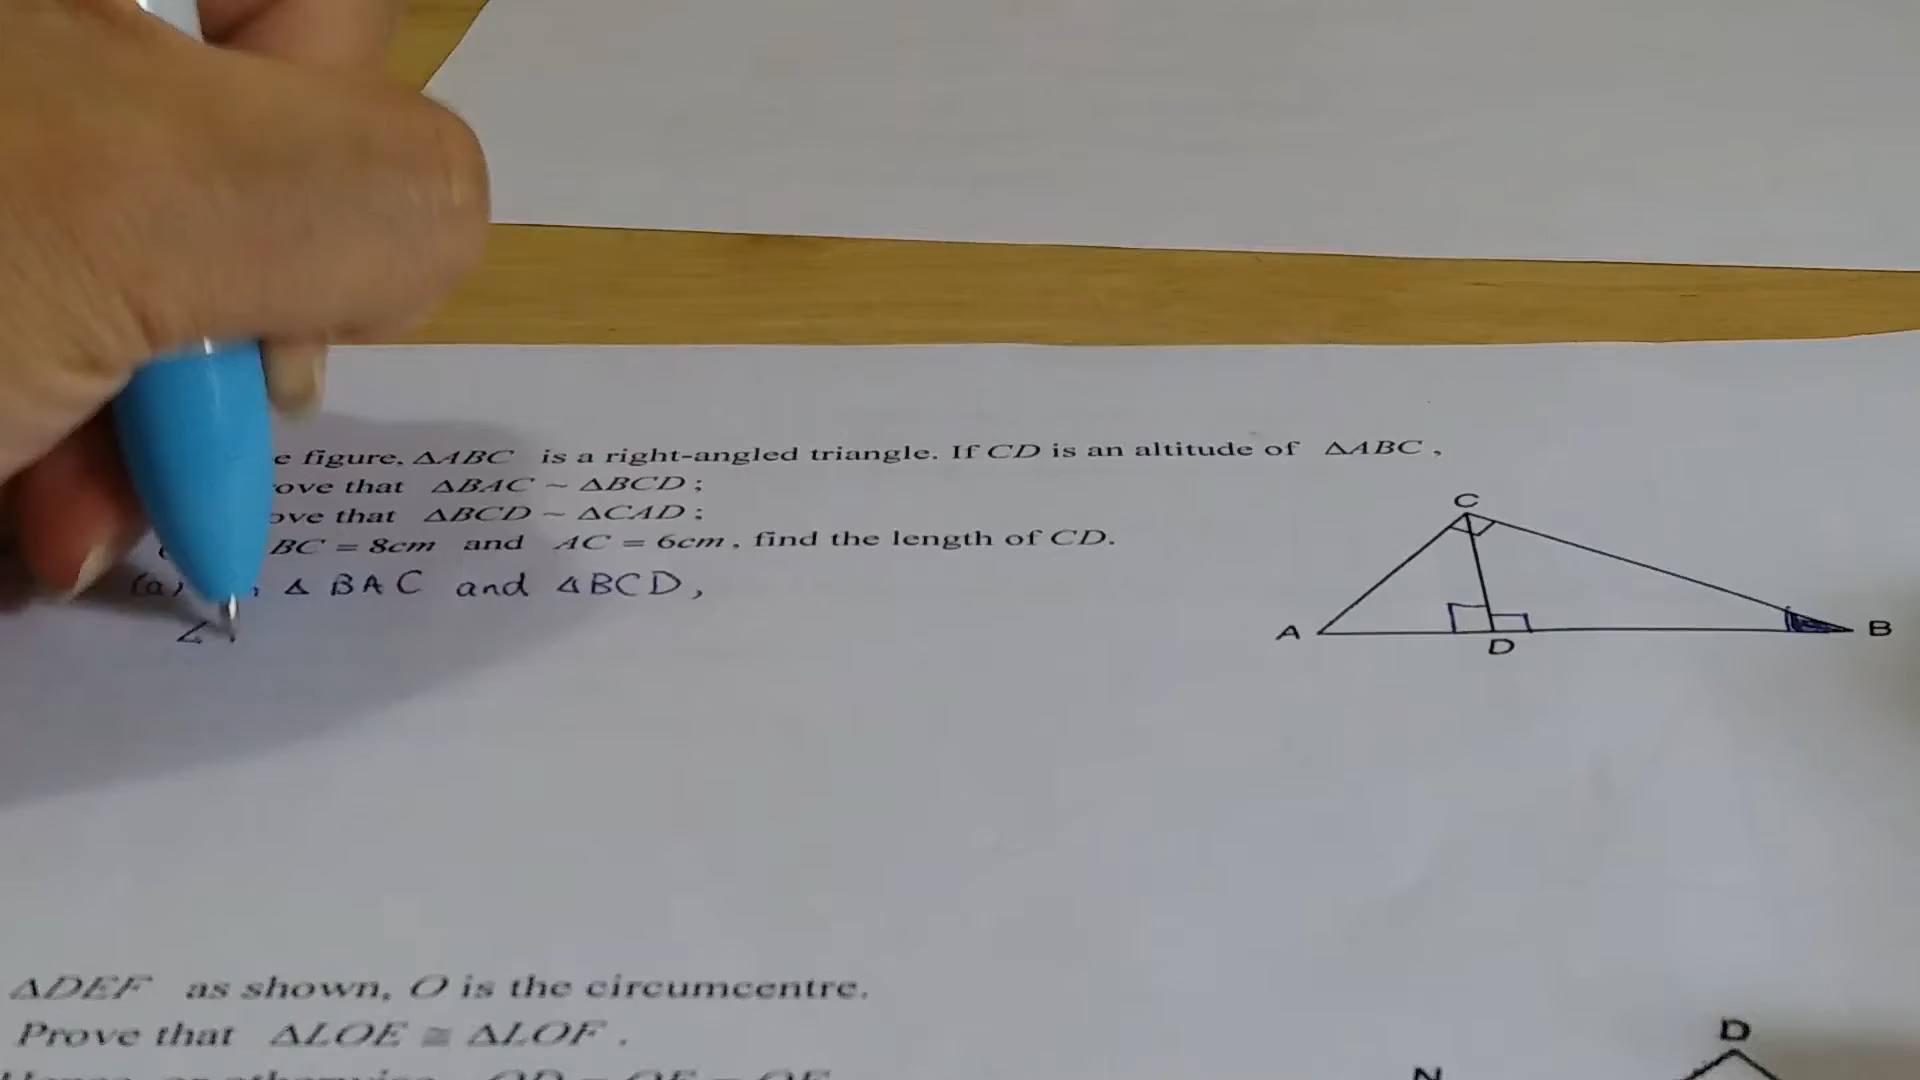 e figure, ΔABC is a right-angled triangle. If CD is an altitude of ΔABC,
ove that ΔBAC ~ ΔBCD;
ove that ΔBCD ~ ΔCAD;
BC = 8cm and AC = 6cm, find the length of CD.
(a) Δ BAC and ΔBCD,
∠
C
A
D
B
ΔDEF as shown, O is the circumcentre.
Prove that ΔLOE ≅ ΔLOF.
D
N